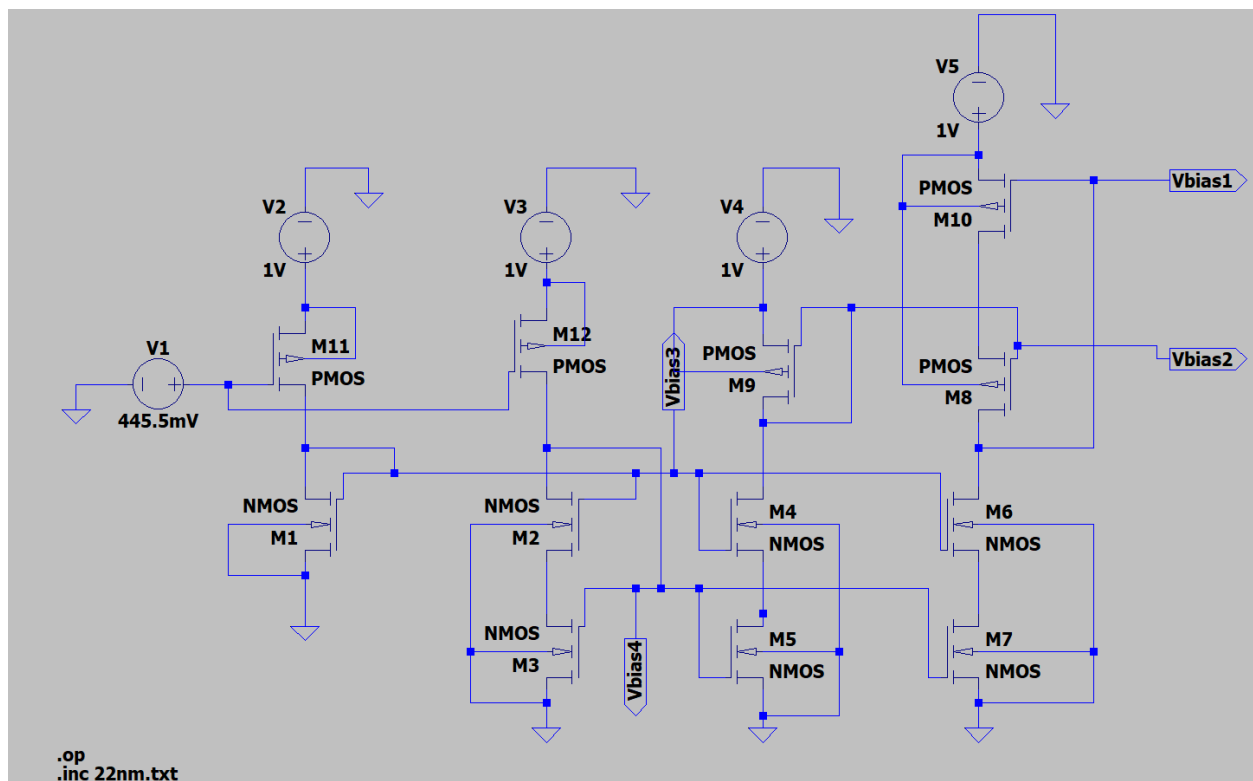 V5
1V
PMOS
M10
Vbias1
V2
1V
V3
1V
V4
1V
V1
445.5mV
M11
PMOS
M12
PMOS
Vbias3
PMOS
M9
PMOS
M8
Vbias2
NMOS
M1
NMOS
M2
M4
NMOS
M6
NMOS
NMOS
M3
Vbias4
M5
NMOS
M7
NMOS
.op
.inc 22nm.txt